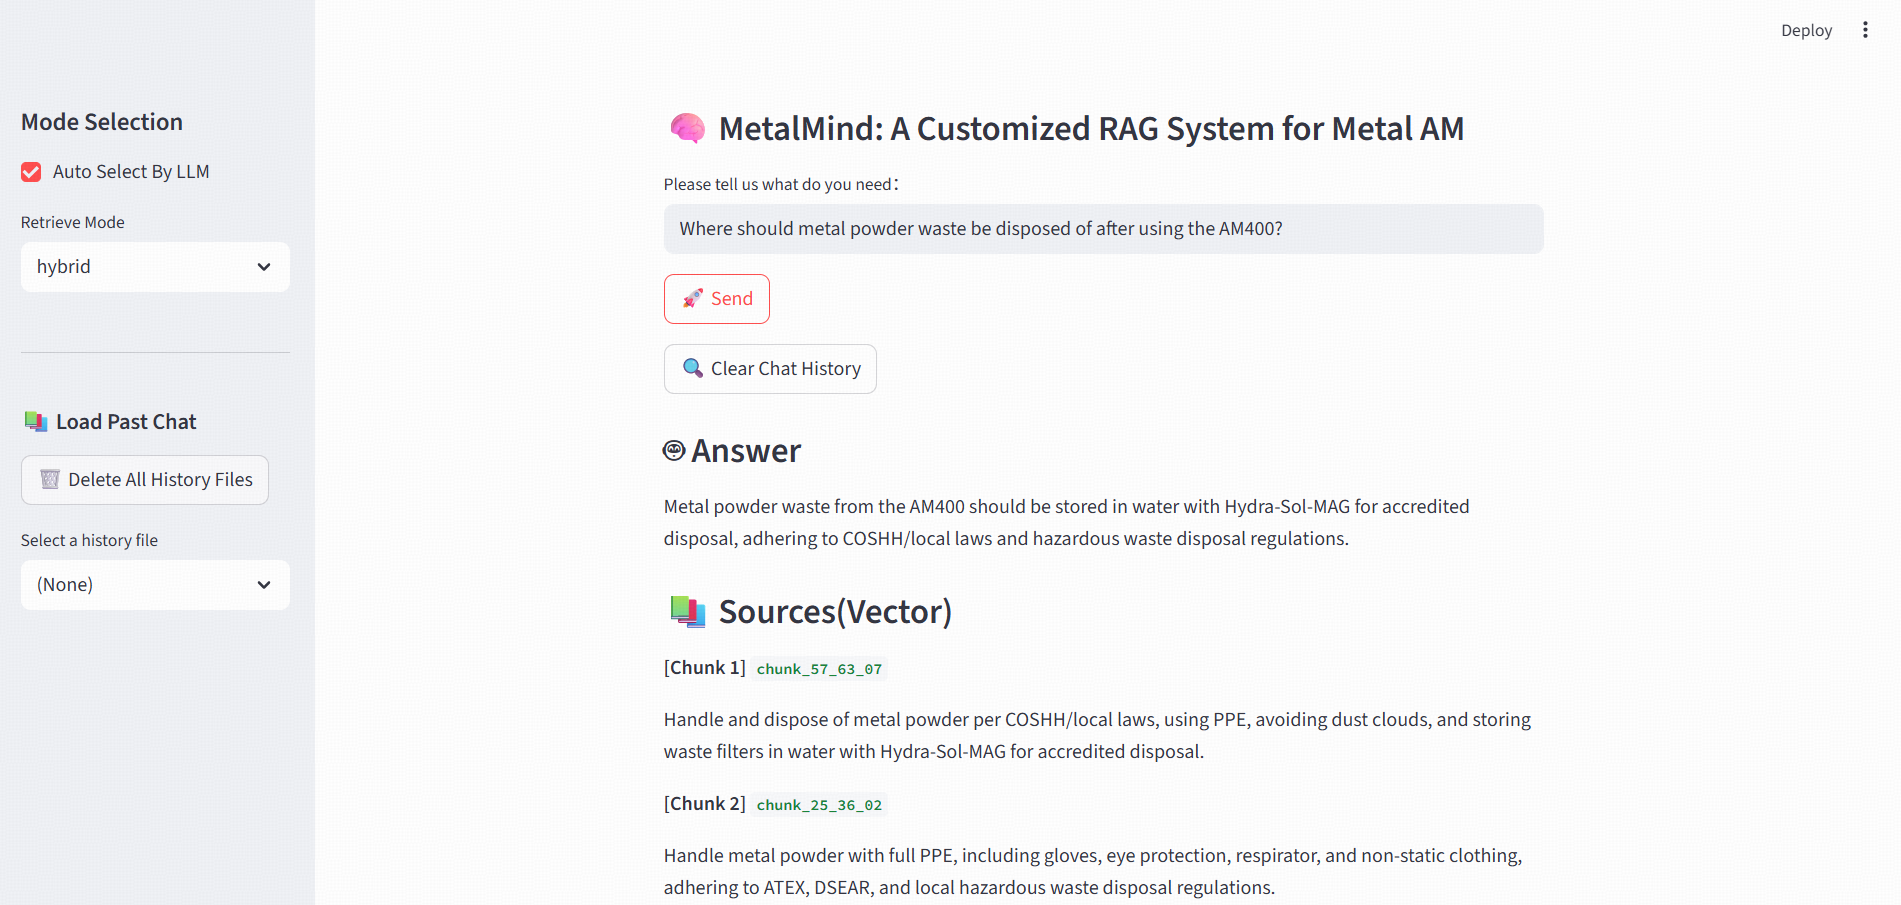 Deploy
Mode Selection
Auto Select By LLM
Retrieve Mode
hybrid
Load Past Chat
Delete All History Files
Select a history file
(None)
MetalMind: A Customized RAG System for Metal AM
Please tell us what do you need：
Where should metal powder waste be disposed of after using the AM400?
Send
Clear Chat History
Answer
Metal powder waste from the AM400 should be stored in water with Hydra-Sol-MAG for accredited
disposal, adhering to COSHH/local laws and hazardous waste disposal regulations.
Sources(Vector)
[Chunk 1] chunk_57_63_07
Handle and dispose of metal powder per COSHH/local laws, using PPE, avoiding dust clouds, and storing
waste filters in water with Hydra-Sol-MAG for accredited disposal.
[Chunk 2] chunk_25_36_02
Handle metal powder with full PPE, including gloves, eye protection, respirator, and non-static clothing,
adhering to ATEX, DSEAR, and local hazardous waste disposal regulations.